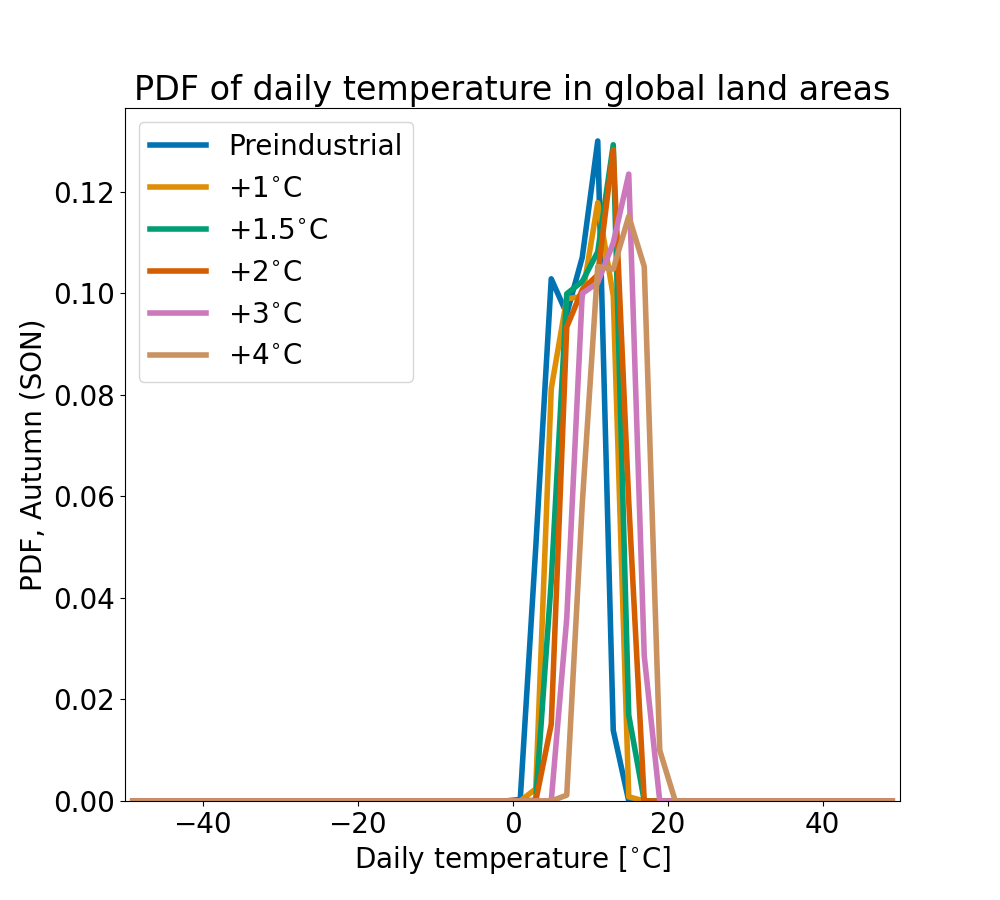 PDF of daily temperature in global land areas
Preindustrial
+1°C
+1.5°C
+2°C
+3°C
+4°C
PDF, Autumn (SON)
0.12
0.10
0.08
0.06
0.04
0.02
0.00
−40
−20
0
20
40
Daily temperature [°C]